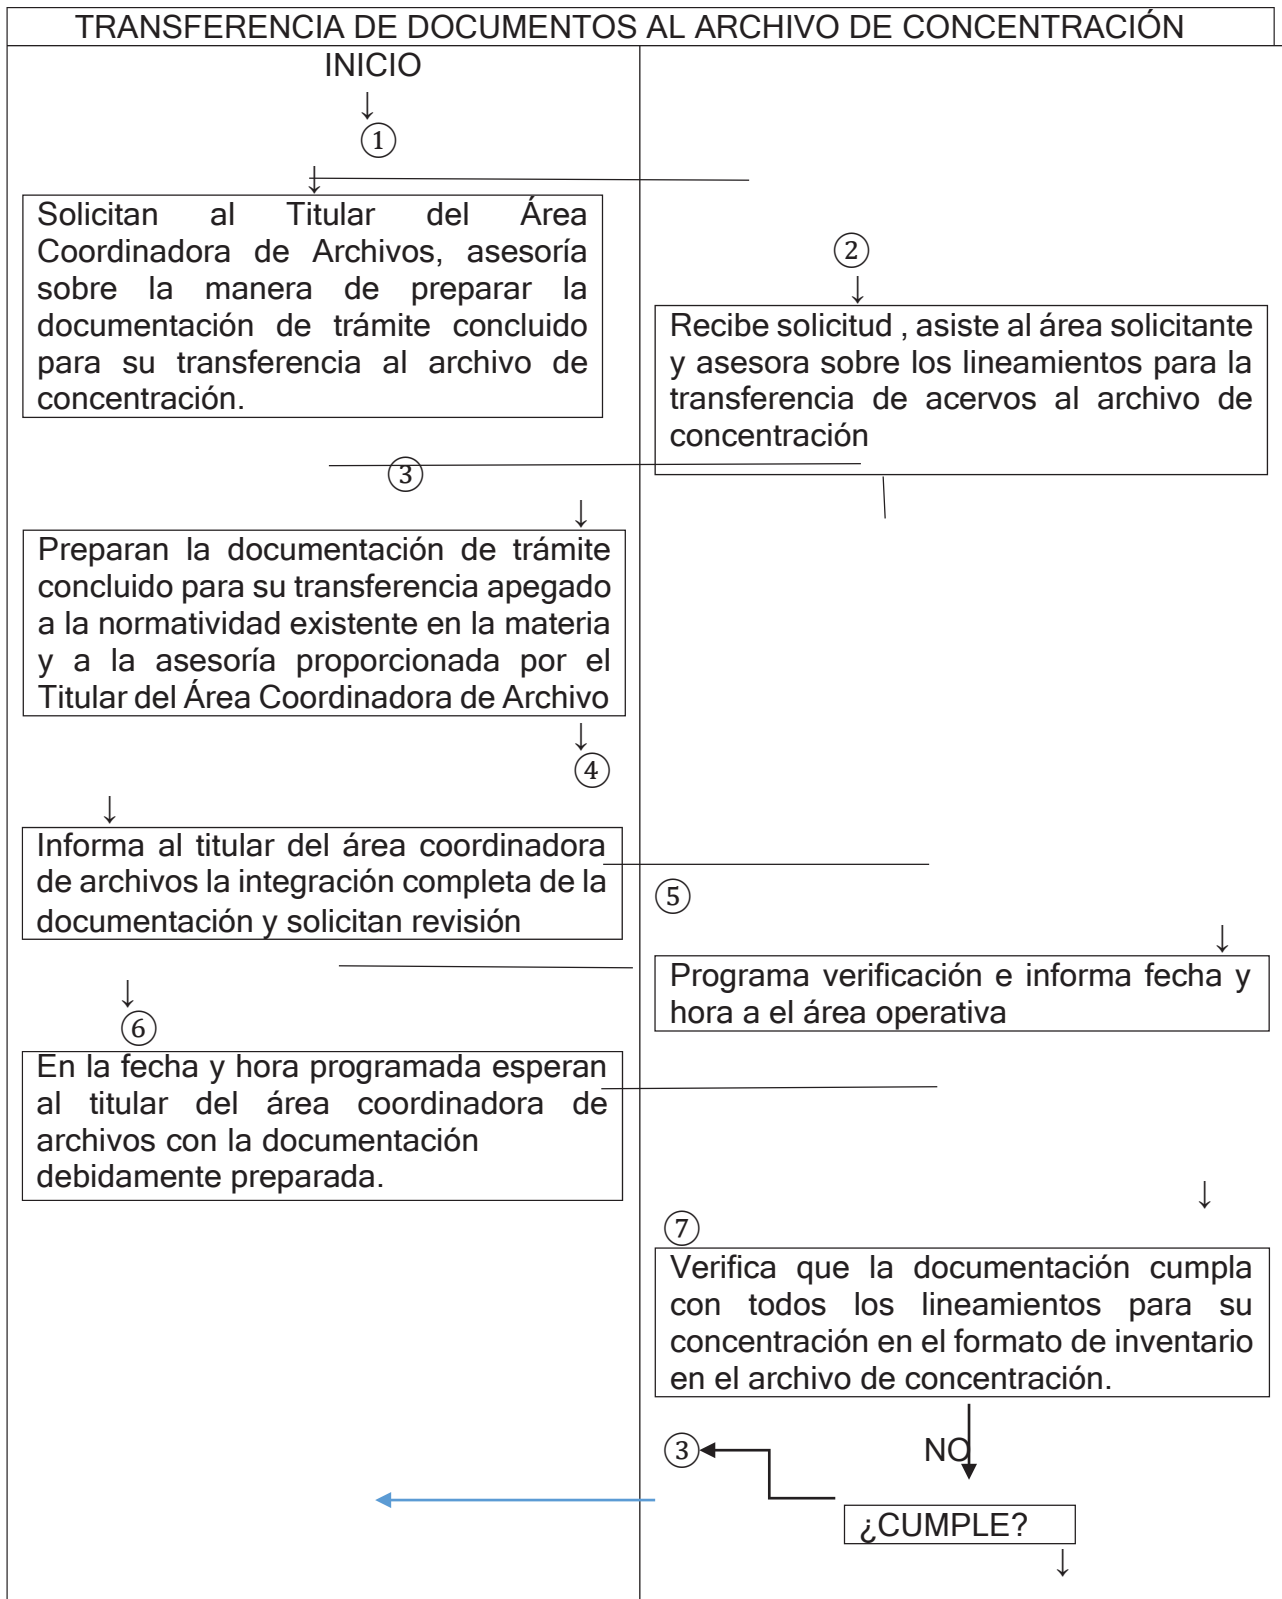 TRANSFERENCIA DE DOCUMENTOS AL ARCHIVO DE CONCENTRACIÓN
INICIO
↓
①
↓
Solicitan al Titular del Área
Coordinadora de Archivos, asesoría
sobre la manera de preparar la
documentación de trámite concluido
para su transferencia al archivo de
concentración.
②
↓
Recibe solicitud , asiste al área solicitante
y asesora sobre los lineamientos para la
transferencia de acervos al archivo de
concentración
③
↓
Preparan la documentación de trámite
concluido para su transferencia apegado
a la normatividad existente en la materia
y a la asesoría proporcionada por el
Titular del Área Coordinadora de Archivo
↓
④
↓
Informa al titular del área coordinadora
de archivos la integración completa de la
documentación y solicitan revisión
⑤
↓
Programa verificación e informa fecha y
hora a el área operativa
↓
⑥
En la fecha y hora programada esperan
al titular del área coordinadora de
archivos con la documentación
debidamente preparada.
↓
⑦
Verifica que la documentación cumpla
con todos los lineamientos para su
concentración en el formato de inventario
en el archivo de concentración.
③ NO
¿CUMPLE?
↓